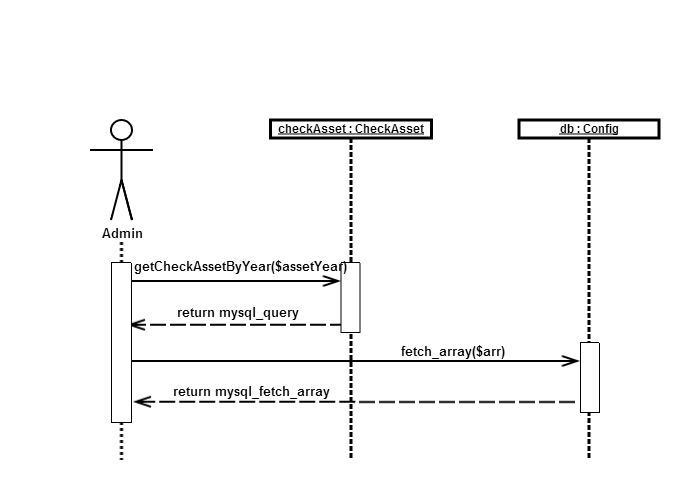 checkAsset : CheckAsset
db : Config
Admin
getCheckAssetByYear($assetYear)
return mysql_query
fetch_array($arr)
return mysql_fetch_array